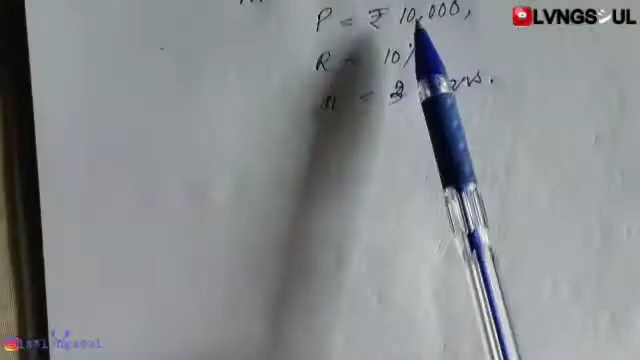 LVNGSOUL
P = ₹ 10,000,
R = 10%
n = yrs.